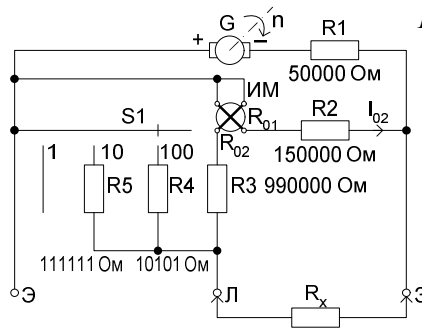 G n
+ −
R1
50000 Ом
ИМ
S1
R₀₁
R2
I₀₂
R₀₂
150000 Ом
1 10 100
R5 R4 R3
990000 Ом
111111 Ом 10101 Ом
Э Л Rₓ З